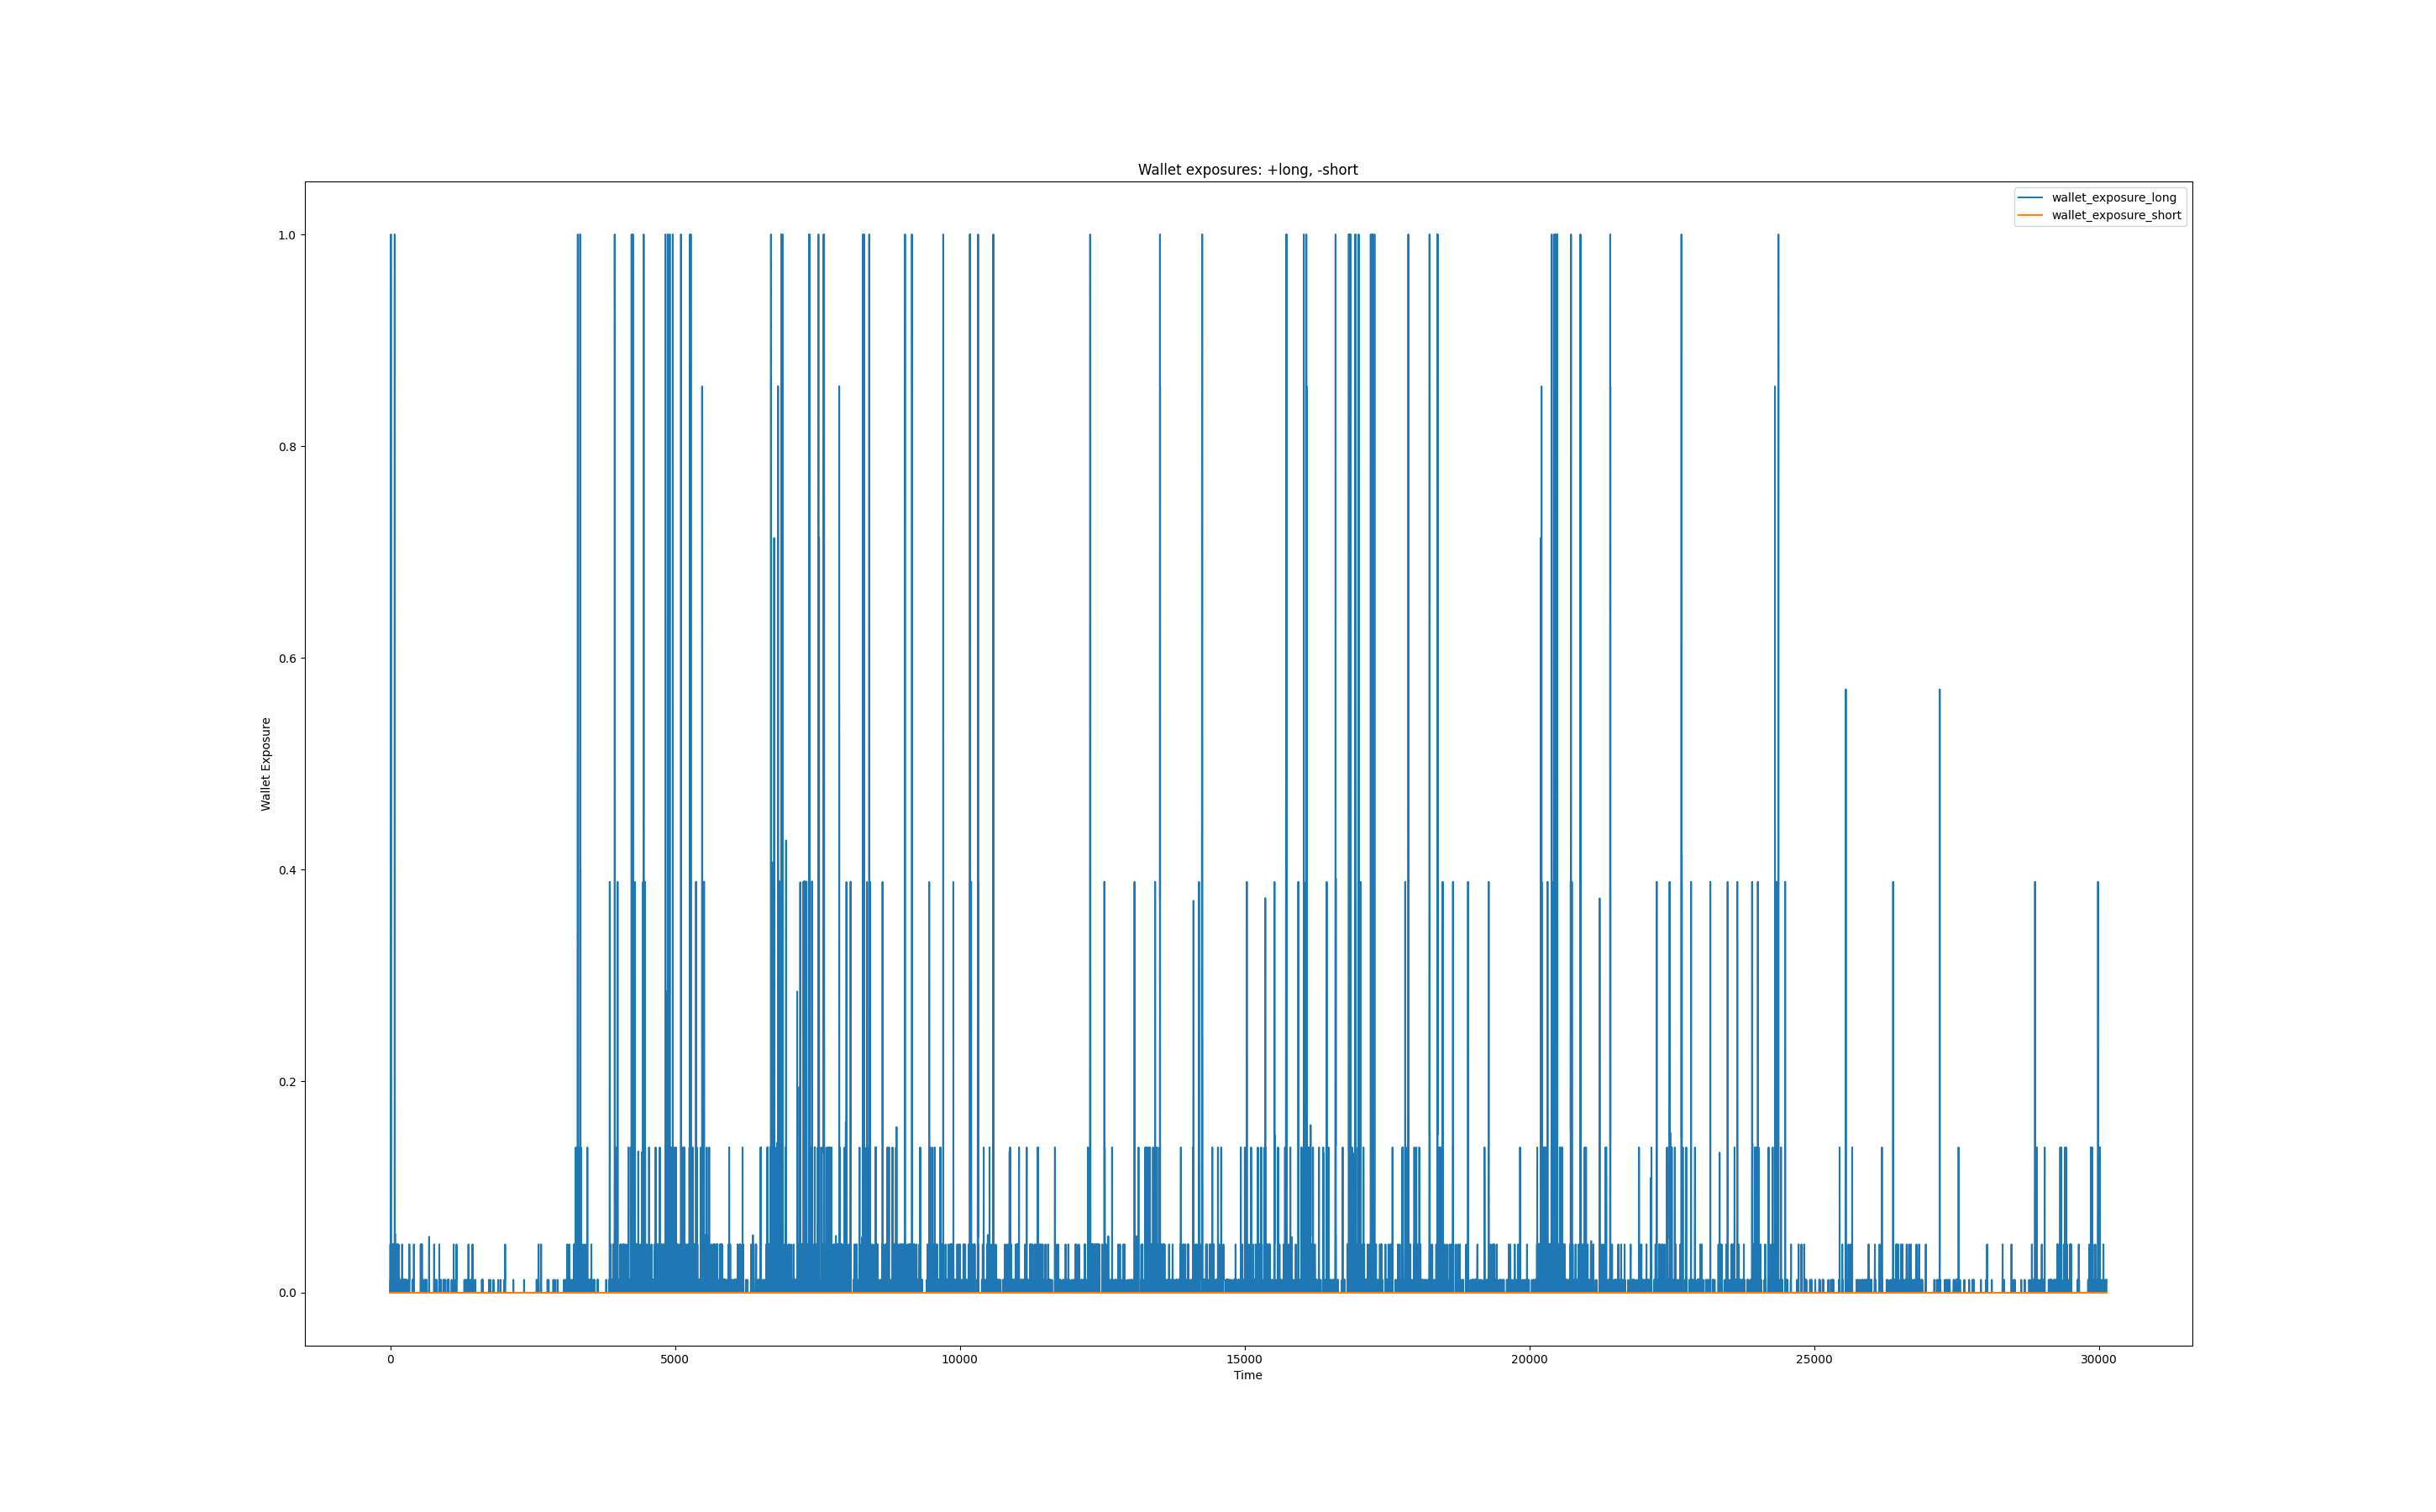 Wallet exposures: +long, -short
wallet_exposure_long
wallet_exposure_short
1.0
0.8
0.6
0.4
0.2
0.0
Wallet Exposure
0 5000 10000 15000 20000 25000 30000
Time